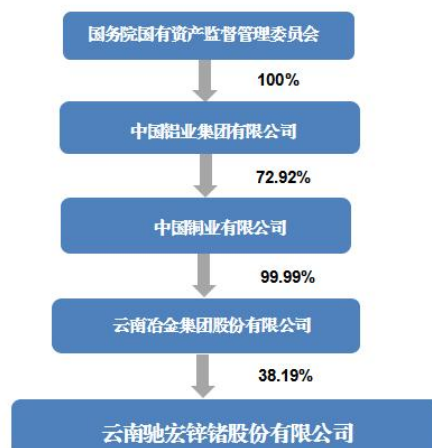 国务院国有资产监督管理委员会
100%
中国铝业集团有限公司
72.92%
中国铜业有限公司
99.99%
云南冶金集团股份有限公司
38.19%
云南驰宏锌锗股份有限公司